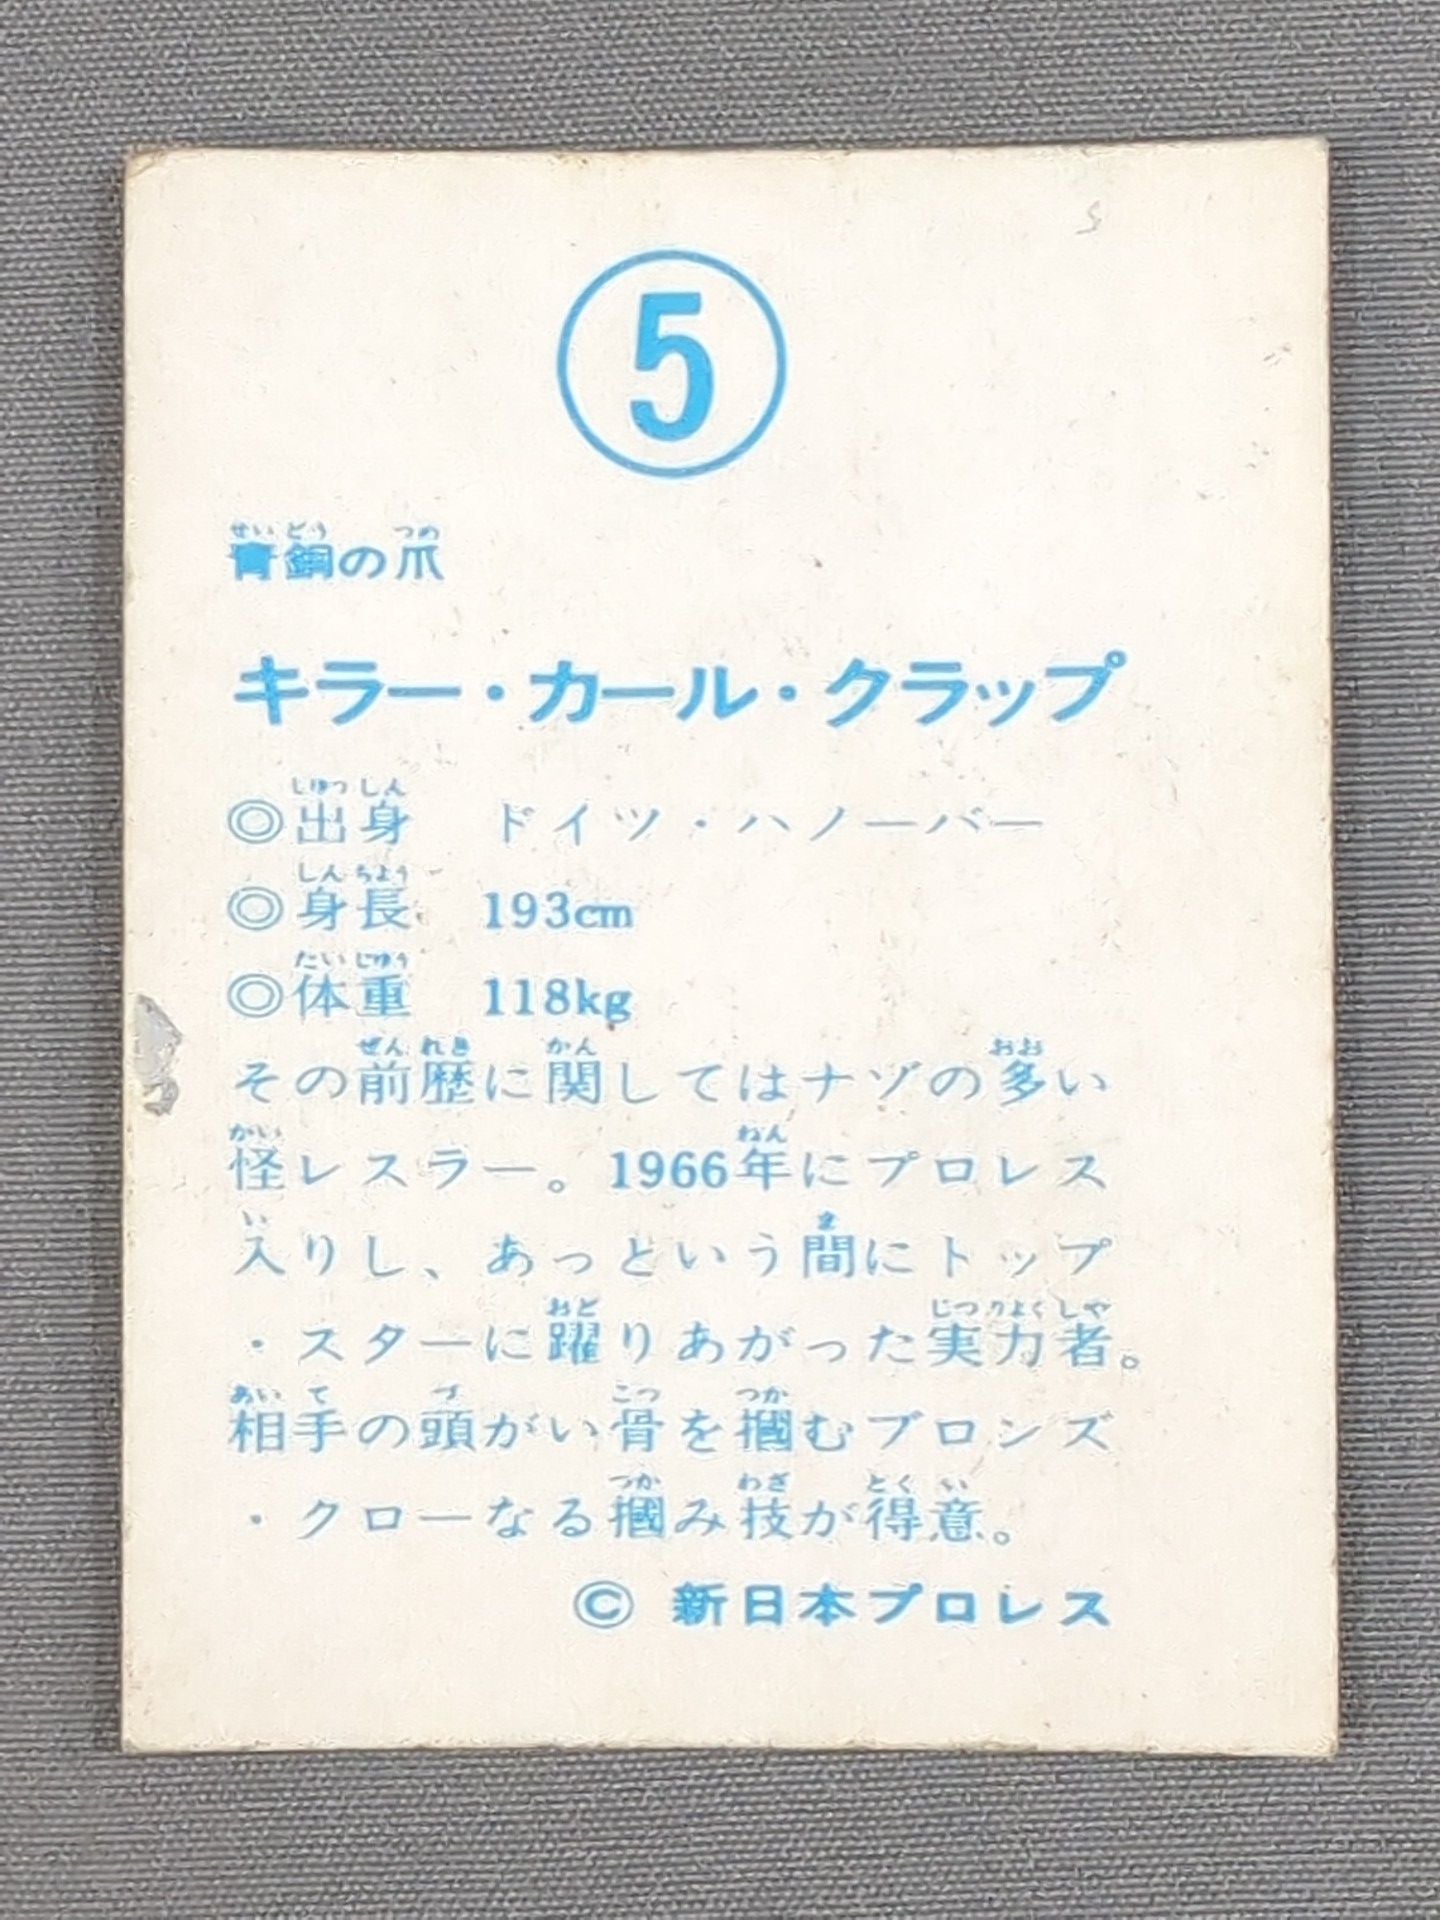 5
青銅の爪
キラー・カール・クラップ
◎出身 ドイツ・ハノーバー
◎身長 193cm
◎体重 118kg
その前歴に関してはナゾの多い
怪レスラー。1966年にプロレス
入りし、あっという間にトップ
・スターに躍りあがった実力者。
相手の頭がい骨を摑むブロンズ
・クローなる摑み技が得意。
© 新日本プロレス